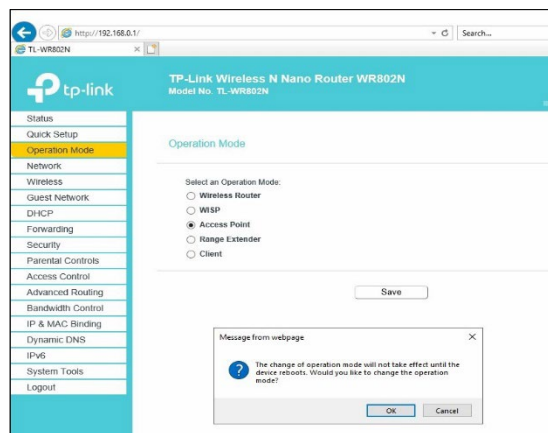 http://192.168.0.1/
Search...
TL-WR802N
tp-link
TP-Link Wireless N Nano Router WR802N
Model No. TL-WR802N
Status
Quick Setup
Operation Mode
Network
Wireless
Guest Network
DHCP
Forwarding
Security
Parental Controls
Access Control
Advanced Routing
Bandwidth Control
IP & MAC Binding
Dynamic DNS
IPv6
System Tools
Logout
Operation Mode
Select an Operation Mode:
Wireless Router
WISP
Access Point
Range Extender
Client
Save
Message from webpage
The change of operation mode will not take effect until the
device reboots. Would you like to change the operation
mode?
OK
Cancel